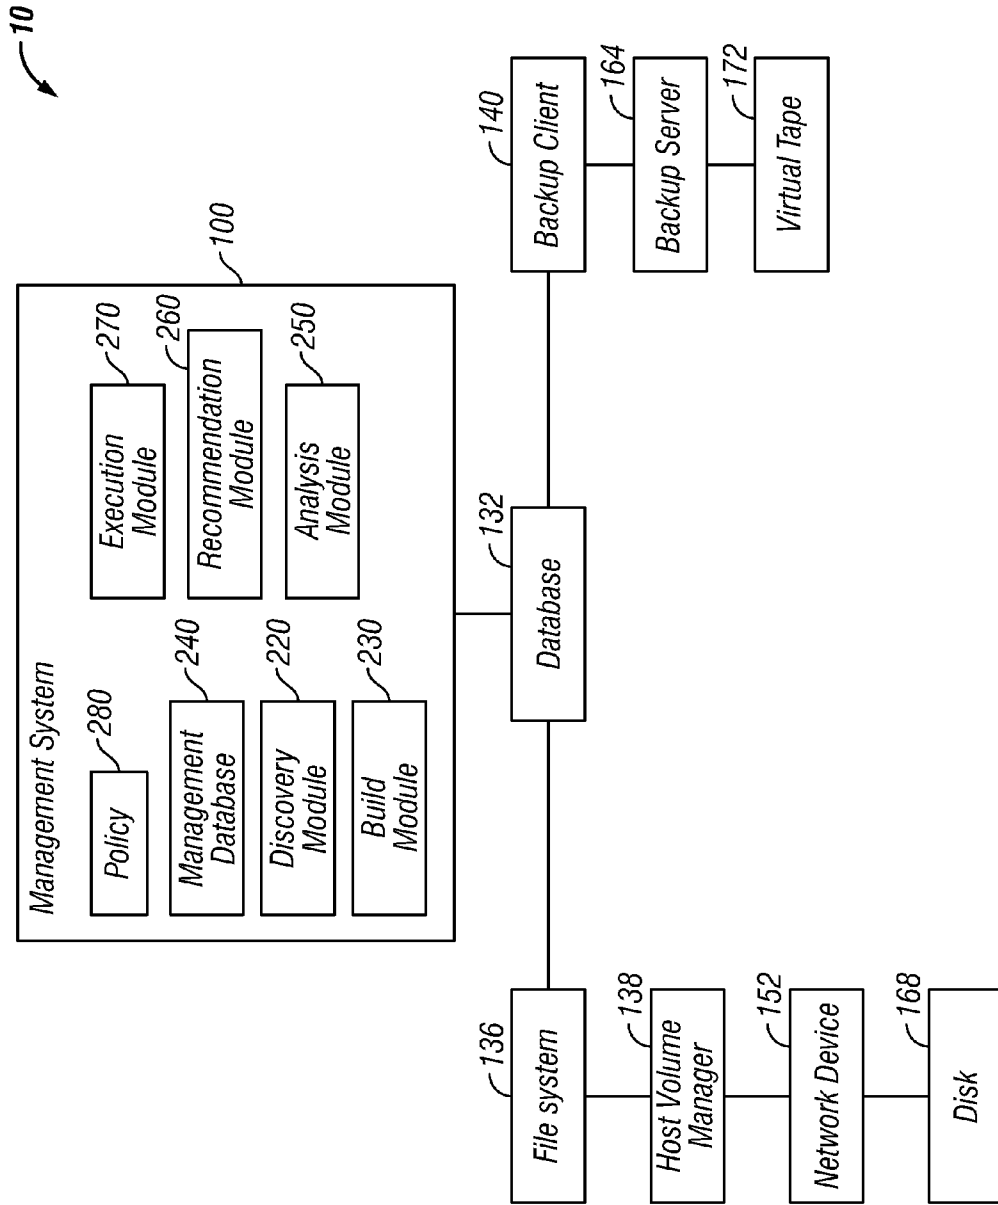 10
Management System
100
280
Policy
240
Management
Database
220
Discovery
Module
230
Build
Module
270
Execution
Module
260
Recommendation
Module
250
Analysis
Module
136
File system
132
Database
140
Backup Client
138
Host Volume
Manager
164
Backup Server
152
Network Device
172
Virtual Tape
168
Disk